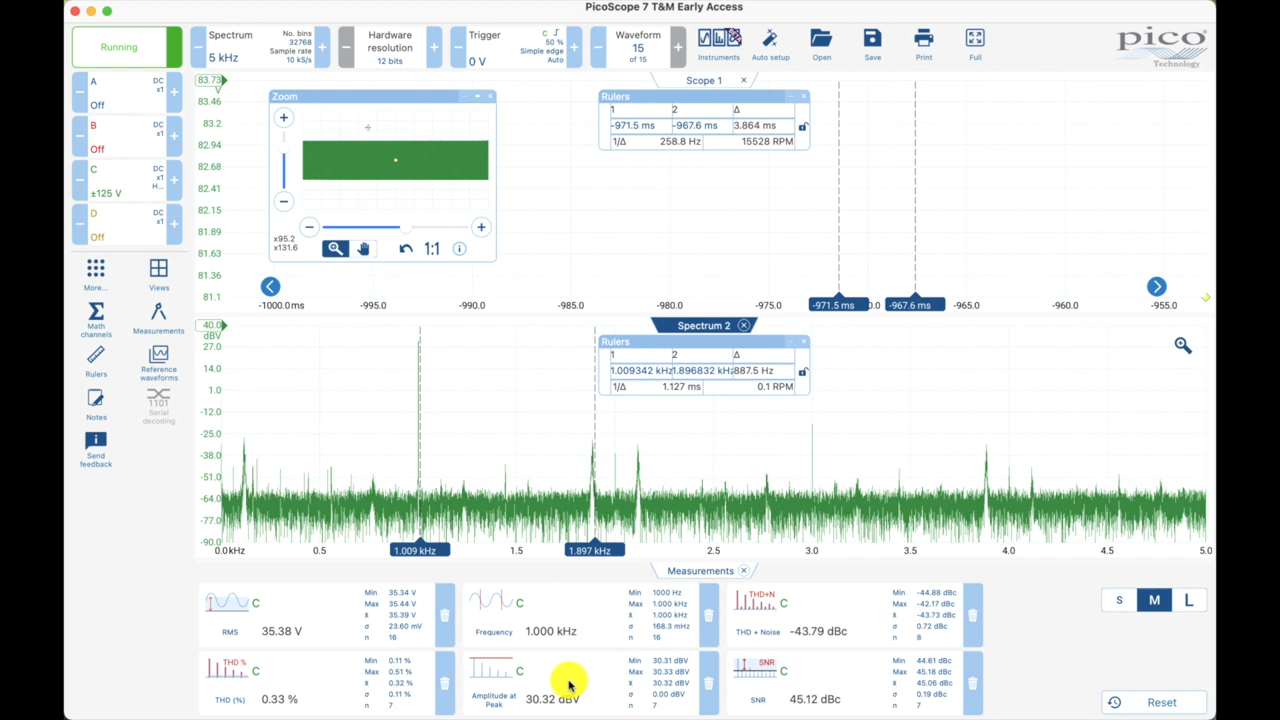 PicoScope 7 T&M Early Access
Running
Spectrum
5 kHz
No. bins
32768
Sample rate
10 kS/s
Hardware
resolution
12 bits
Trigger
0 V
C
50 %
Simple edge
Auto
Waveform
15
of 15
Instruments
Auto setup
Open
Save
Print
Full
pico
Technology
A
DC
x1
Off
B
DC
x1
Off
C
DC
x1
H...
±125 V
D
DC
x1
Off
More...
Views
Math
channels
Measurements
Rulers
Reference
waveforms
Notes
1101
Serial
decoding
Send
feedback
Scope 1
83.73
V
83.46
83.2
82.94
82.68
82.41
82.15
81.89
81.63
81.36
81.1
Zoom
x95.2
x131.6
1:1
Rulers
1 2 Δ
-971.5 ms -967.6 ms 3.864 ms
1/Δ 258.8 Hz 15528 RPM
-1000.0ms -995.0 -990.0 -985.0 -980.0 -975.0 -971.5 ms 0.0 -967.6 ms -965.0 -960.0 -955.0
Spectrum 2
40.0
dBV
27.0
14.0
1.0
-12.0
-25.0
-38.0
-51.0
-64.0
-77.0
-90.0
Rulers
1 2 Δ
1.009342 kHz 1.896832 kHz 887.5 Hz
1/Δ 1.127 ms 0.1 RPM
0.0kHz 0.5 1.009 kHz 1.5 1.897 kHz 2.5 3.0 3.5 4.0 4.5 5.0
Measurements
C
RMS 35.38 V
Min 35.34 V
Max 35.44 V
x̄ 35.39 V
σ 23.60 mV
n 16
C
Frequency 1.000 kHz
Min 1000 Hz
Max 1.000 kHz
x̄ 1.000 kHz
σ 168.3 mHz
n 16
THD+N
C
THD + Noise -43.79 dBc
Min -44.88 dBc
Max -42.17 dBc
x̄ -43.73 dBc
σ 0.72 dBc
n 8
THD %
C
THD (%) 0.33 %
Min 0.11 %
Max 0.51 %
x̄ 0.32 %
σ 0.11 %
n 7
C
Amplitude at
Peak
30.32 dBV
Min 30.31 dBV
Max 30.33 dBV
x̄ 30.32 dBV
σ 0.00 dBV
n 7
SNR
C
SNR 45.12 dBc
Min 44.61 dBc
Max 45.18 dBc
x̄ 45.06 dBc
σ 0.19 dBc
n 7
S M L
Reset